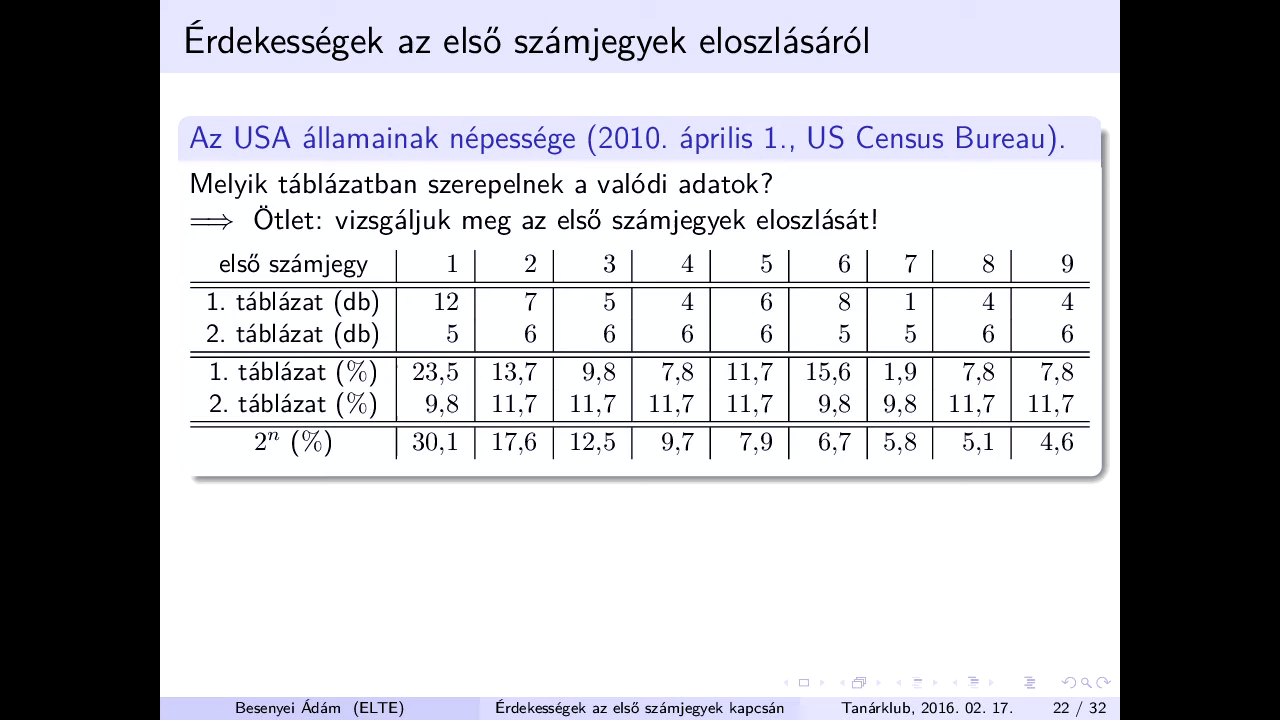 Érdekességek az első számjegyek eloszlásáról
Az USA államainak népessége (2010. április 1., US Census Bureau).
Melyik táblázatban szerepelnek a valódi adatok?
⟹ Ötlet: vizsgáljuk meg az első számjegyek eloszlását!
első számjegy 1 2 3 4 5 6 7 8 9
1. táblázat (db) 12 7 5 4 6 8 1 4 4
2. táblázat (db) 5 6 6 6 6 5 5 6 6
1. táblázat (%) 23,5 13,7 9,8 7,8 11,7 15,6 1,9 7,8 7,8
2. táblázat (%) 9,8 11,7 11,7 11,7 11,7 9,8 9,8 11,7 11,7
2ⁿ (%) 30,1 17,6 12,5 9,7 7,9 6,7 5,8 5,1 4,6
Besenyei Ádám (ELTE) Érdekességek az első számjegyek kapcsán Tanárklub, 2016. 02. 17. 22 / 32